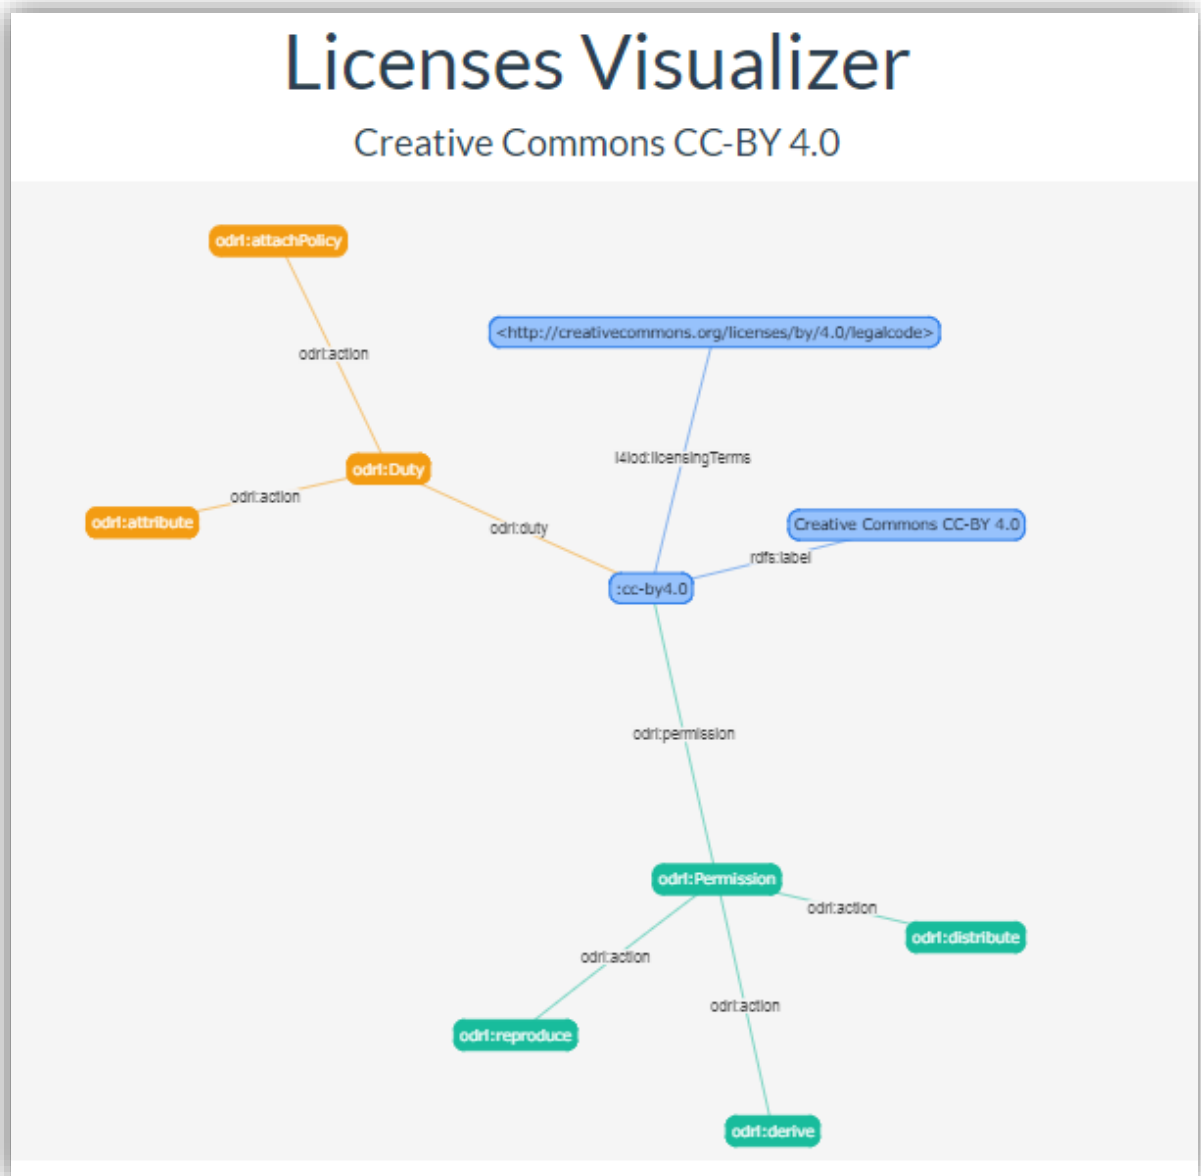 Licenses Visualizer
Creative Commons CC-BY 4.0
odrl:attachPolicy
<http://creativecommons.org/licenses/by/4.0/legalcode>
odrl:action
l4lod:licensingTerms
odrl:Duty
odrl:action
odrl:attribute
odrl:duty
Creative Commons CC-BY 4.0
rdfs:label
:cc-by4.0
odrl:permission
odrl:Permission
odrl:action
odrl:distribute
odrl:action
odrl:action
odrl:reproduce
odrl:derive